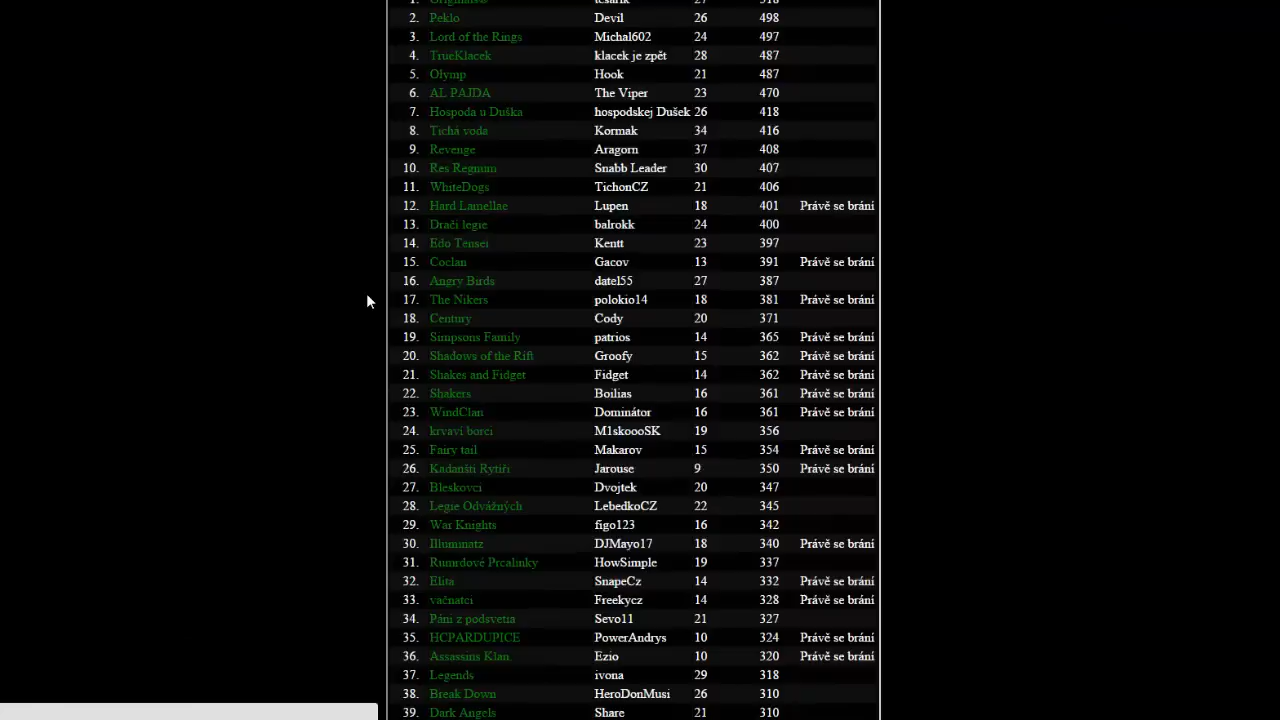 2. Peklo Devil 26 498
3. Lord of the Rings Michal602 24 497
4. TrueKlacek klacek je zpět 28 487
5. Olymp Hook 21 487
6. AL PAJDA The Viper 23 470
7. Hospoda u Duška hospodskej Dušek 26 418
8. Tichá voda Kormak 34 416
9. Revenge Aragorn 37 408
10. Res Regnum Snabb Leader 30 407
11. WhiteDogs TichonCZ 21 406
12. Hard Lamellae Lupen 18 401 Právě se brání
13. Dračí legie balrokk 24 400
14. Edo Tensei Kentt 23 397
15. Coclan Gacov 13 391 Právě se brání
16. Angry Birds datel55 27 387
17. The Nikers polokio14 18 381 Právě se brání
18. Century Cody 20 371
19. Simpsons Family patrios 14 365 Právě se brání
20. Shadows of the Rift Groofy 15 362 Právě se brání
21. Shakes and Fidget Fidget 14 362 Právě se brání
22. Shakers Boilias 16 361 Právě se brání
23. WindClan Dominátor 16 361 Právě se brání
24. krvaví borci M1skoooSK 19 356
25. Fairy tail Makarov 15 354 Právě se brání
26. Kadaňští Rytíři Jarouse 9 350 Právě se brání
27. Bleskovci Dvojtek 20 347
28. Legie Odvážných LebedkoCZ 22 345
29. War Knights figo123 16 342
30. Illuminatz DJMayo17 18 340 Právě se brání
31. Rumrdové Prcalinky HowSimple 19 337
32. Elita SnapeCz 14 332 Právě se brání
33. vačnatci Freekycz 14 328 Právě se brání
34. Páni z podsvetia Sevo11 21 327
35. HCPARDUPICE PowerAndrys 10 324 Právě se brání
36. Assassins Klan Ezio 10 320 Právě se brání
37. Legends ivona 29 318
38. Break Down HeroDonMusi 26 310
39. Dark Angels Share 21 310